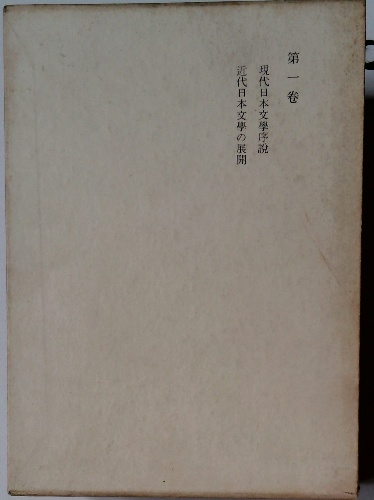 第一卷
現代日本文學序說
近代日本文學の展開